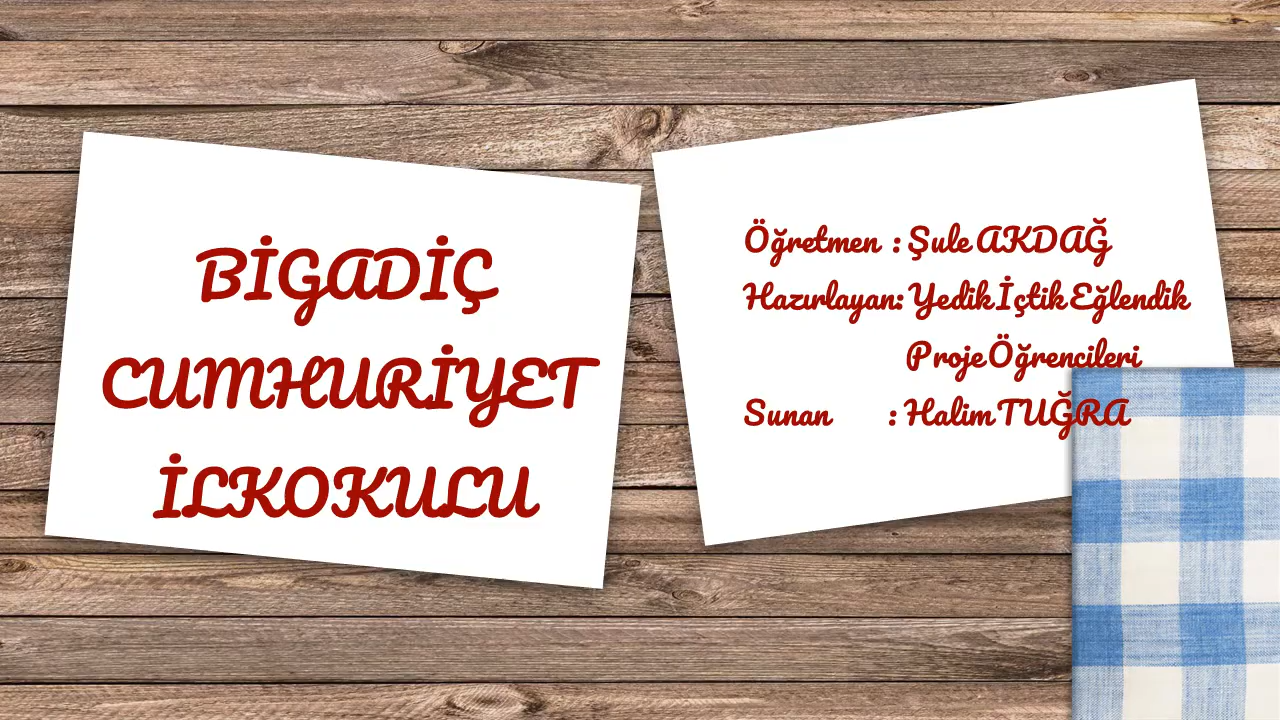 BİGADİÇ
CUMHURİYET
İLKOKULU
Öğretmen : Şule AKDAĞ
Hazırlayan: Yedik İçtik Eğlendik
Proje Öğrencileri
Sunan : Halim TUĞRA